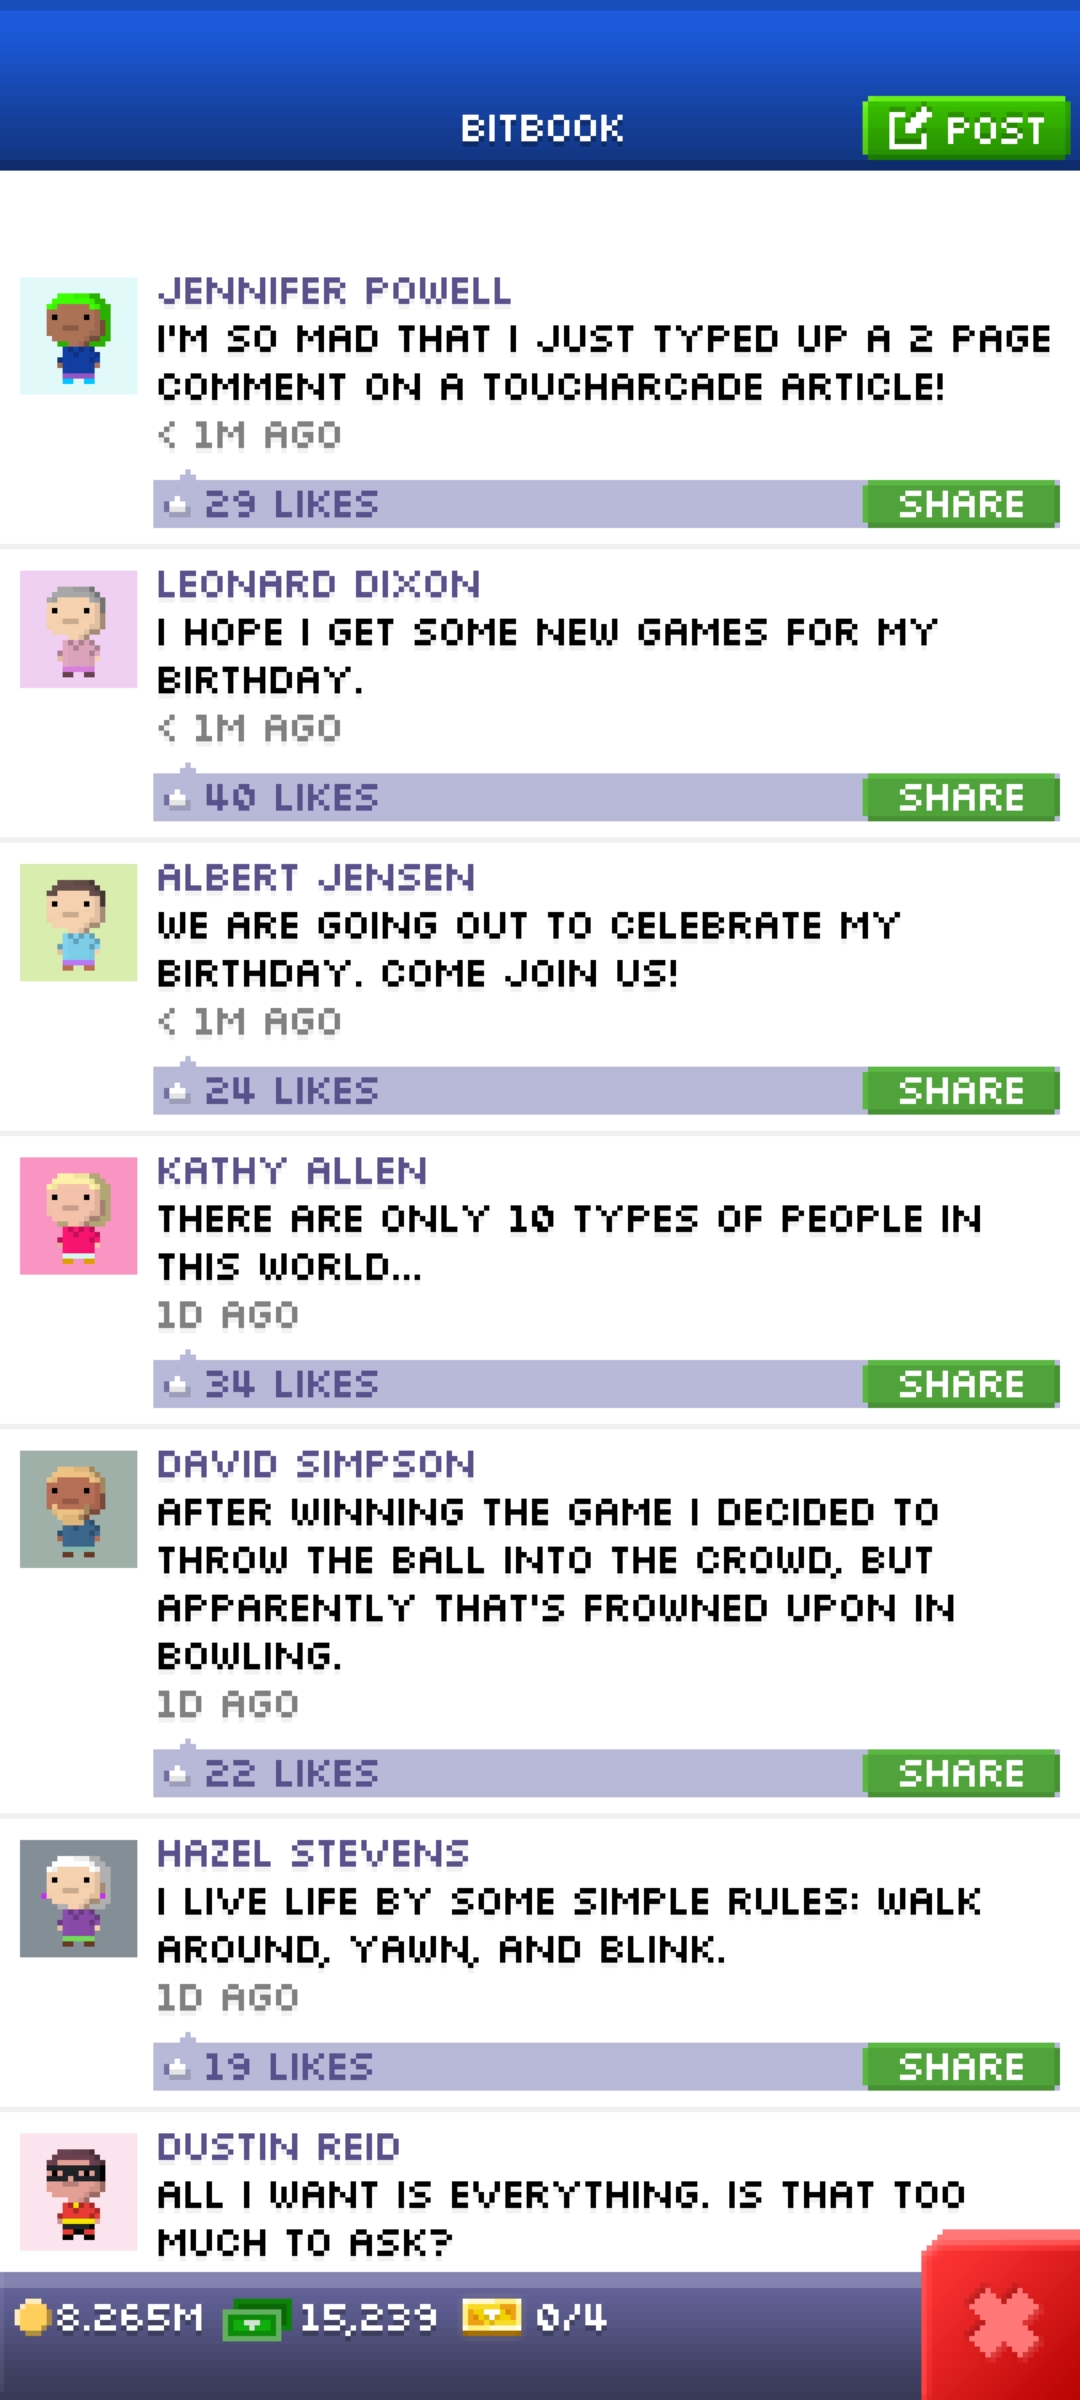 BITBOOK
POST
JENNIFER POWELL
I'M SO MAD THAT I JUST TYPED UP A 2 PAGE
COMMENT ON A TOUCHARCADE ARTICLE!
< 1M AGO
29 LIKES
SHARE
LEONARD DIXON
I HOPE I GET SOME NEW GAMES FOR MY
BIRTHDAY.
< 1M AGO
40 LIKES
SHARE
ALBERT JENSEN
WE ARE GOING OUT TO CELEBRATE MY
BIRTHDAY. COME JOIN US!
< 1M AGO
24 LIKES
SHARE
KATHY ALLEN
THERE ARE ONLY 10 TYPES OF PEOPLE IN
THIS WORLD...
1D AGO
34 LIKES
SHARE
DAVID SIMPSON
AFTER WINNING THE GAME I DECIDED TO
THROW THE BALL INTO THE CROWD, BUT
APPARENTLY THAT'S FROWNED UPON IN
BOWLING.
1D AGO
22 LIKES
SHARE
HAZEL STEVENS
I LIVE LIFE BY SOME SIMPLE RULES: WALK
AROUND, YAWN, AND BLINK.
1D AGO
19 LIKES
SHARE
DUSTIN REID
ALL I WANT IS EVERYTHING. IS THAT TOO
MUCH TO ASK?
8.265M
15,239
0/4